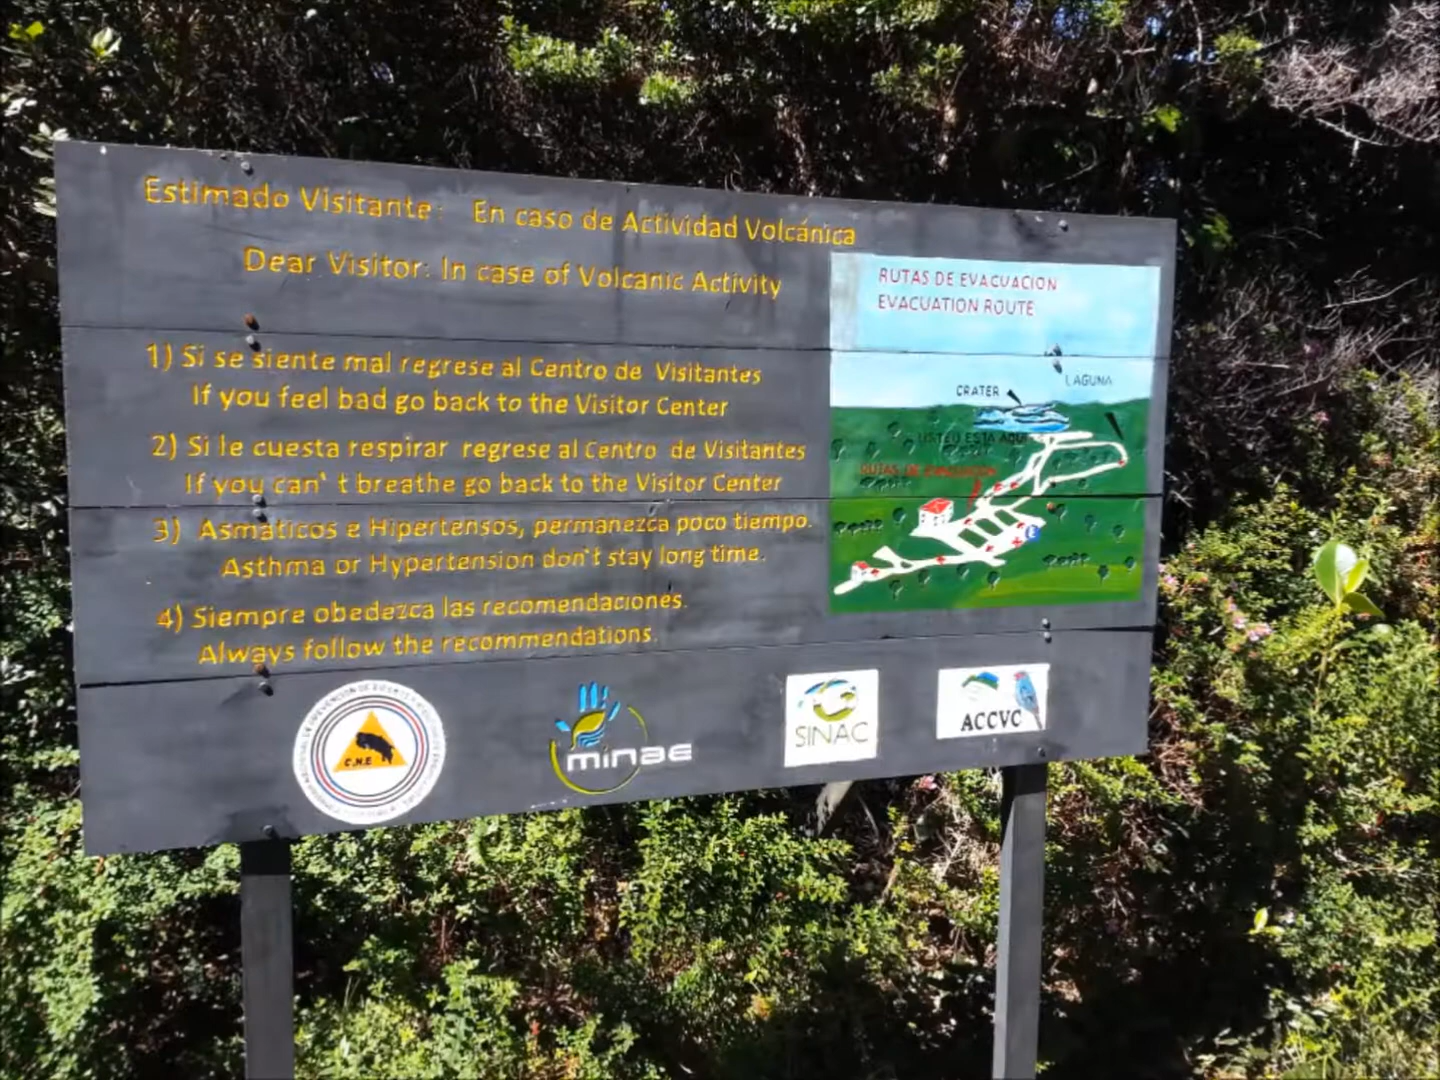 Estimado Visitante: En caso de Actividad Volcánica
Dear Visitor: In case of Volcanic Activity
1) Si se siente mal regrese al Centro de Visitantes
If you feel bad go back to the Visitor Center
2) Si le cuesta respirar regrese al Centro de Visitantes
If you can't breathe go back to the Visitor Center
3) Asmáticos e Hipertensos, permanezca poco tiempo.
Asthma or Hypertension don't stay long time.
4) Siempre obedezca las recomendaciones.
Always follow the recommendations.
RUTAS DE EVACUACION
EVACUATION ROUTE
LAGUNA
CRATER
USTED ESTA AQUI
RUTAS DE EVACUACION
C.N.E
minae
SINAC
ACCVC